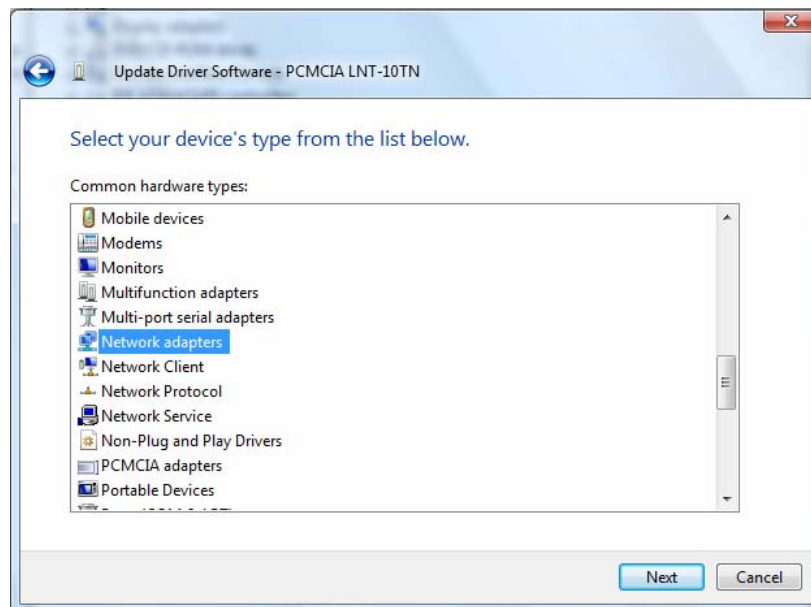 Update Driver Software - PCMCIA LNT-10TN
Select your device's type from the list below.
Common hardware types:
Mobile devices
Modems
Monitors
Multifunction adapters
Multi-port serial adapters
Network adapters
Network Client
Network Protocol
Network Service
Non-Plug and Play Drivers
PCMCIA adapters
Portable Devices
Next
Cancel